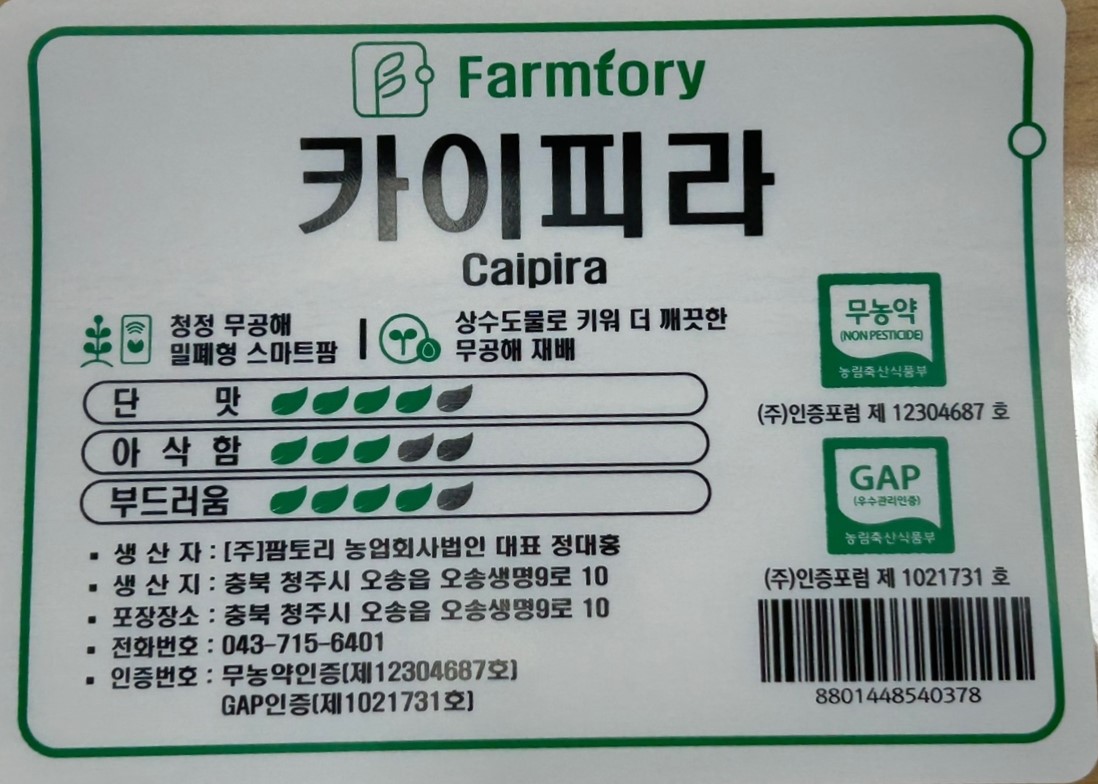 Farmtory
카이피라
Caipira
청정 무공해
밀폐형 스마트팜
상수도물로 키워 더 깨끗한
무공해 재배
단 맛
아 삭 함
부드러움
▪ 생 산 자 : [주]팜토리 농업회사법인 대표 정대홍
▪ 생 산 지 : 충북 청주시 오송읍 오송생명9로 10
▪ 포장장소 : 충북 청주시 오송읍 오송생명9로 10
▪ 전화번호 : 043-715-6401
▪ 인증번호 : 무농약인증(제12304687호)
GAP인증(제1021731호)
무농약
(NON PESTICIDE)
농림축산식품부
(주)인증포럼 제 12304687 호
GAP
(우수관리인증)
농림축산식품부
(주)인증포럼 제 1021731 호
8801448540378